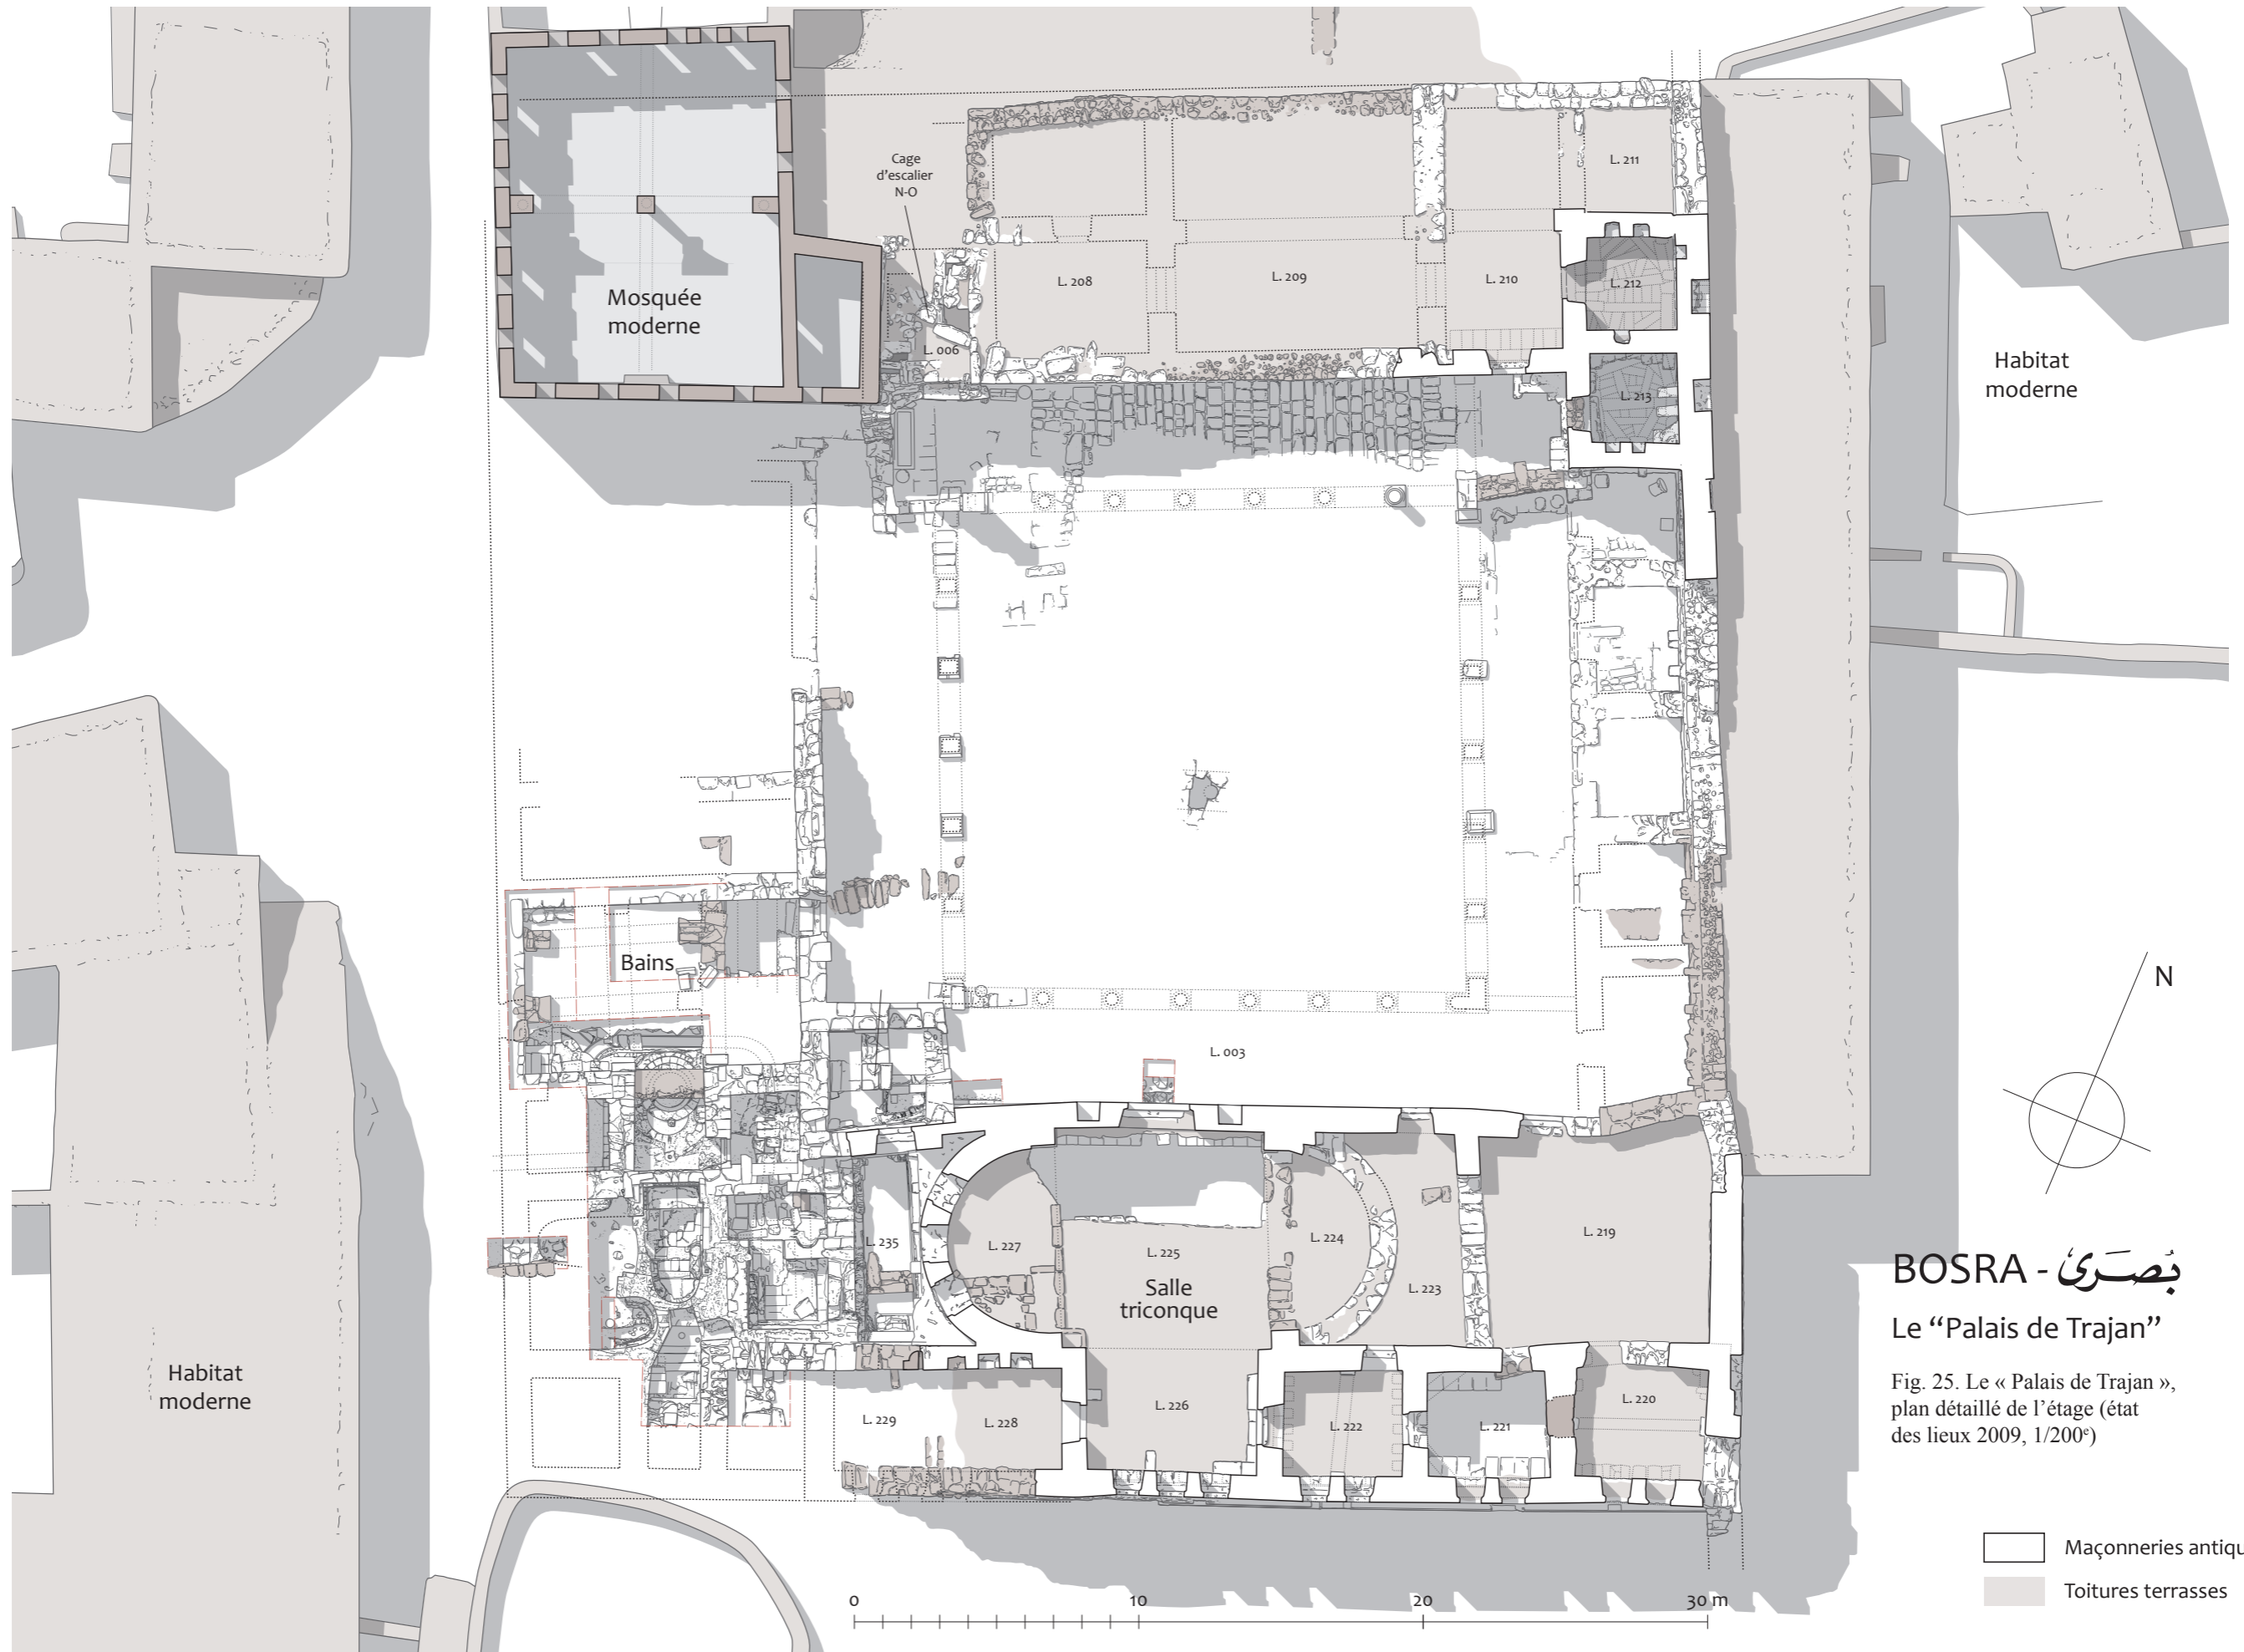 Cage
d'escalier
N-O
L. 211
L. 212
L. 208
L. 209
L. 210
Mosquée
moderne
L. 006
Habitat
moderne
L. 213
Bains
N
L. 003
L. 235
L. 227
L. 225
L. 224
L. 219
Salle
triconque
L. 223
BOSRA - بُصرَى
Le “Palais de Trajan”
Fig. 25. Le « Palais de Trajan »,
plan détaillé de l’étage (état
des lieux 2009, 1/200e)
Habitat
moderne
L. 229
L. 228
L. 226
L. 222
L. 221
L. 220
Maçonneries antiqu
Toitures terrasses
0 10 20 30 m